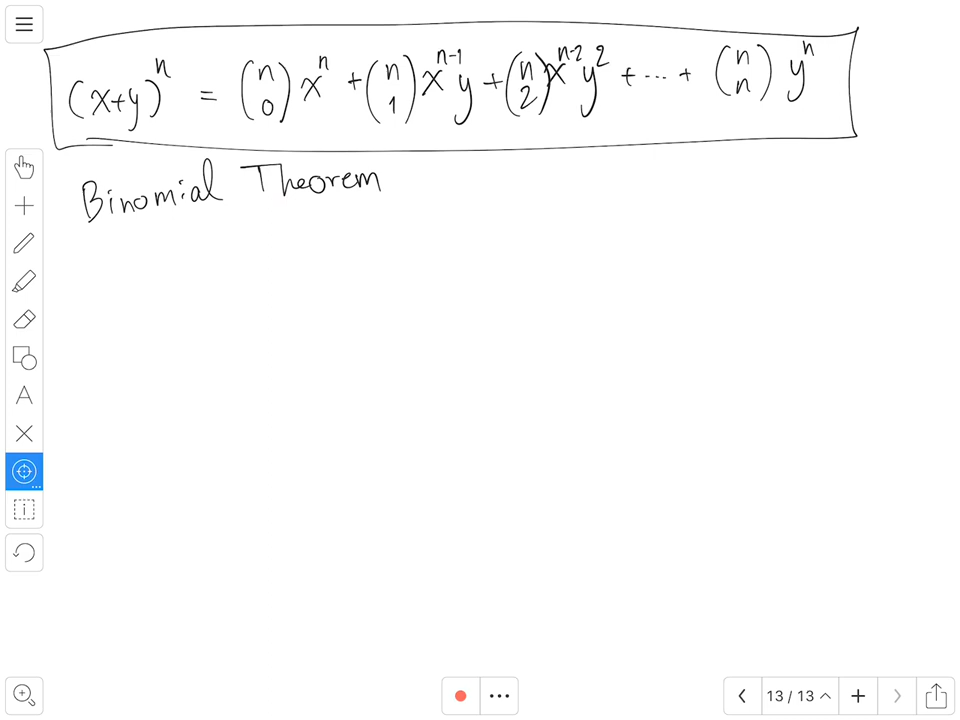 (x+y)^n = (n 0) x^n + (n 1) x^{n-1} y + (n 2) x^{n-2} y^2 + ... + (n n) y^n
Binomial Theorem
A
i
13 / 13